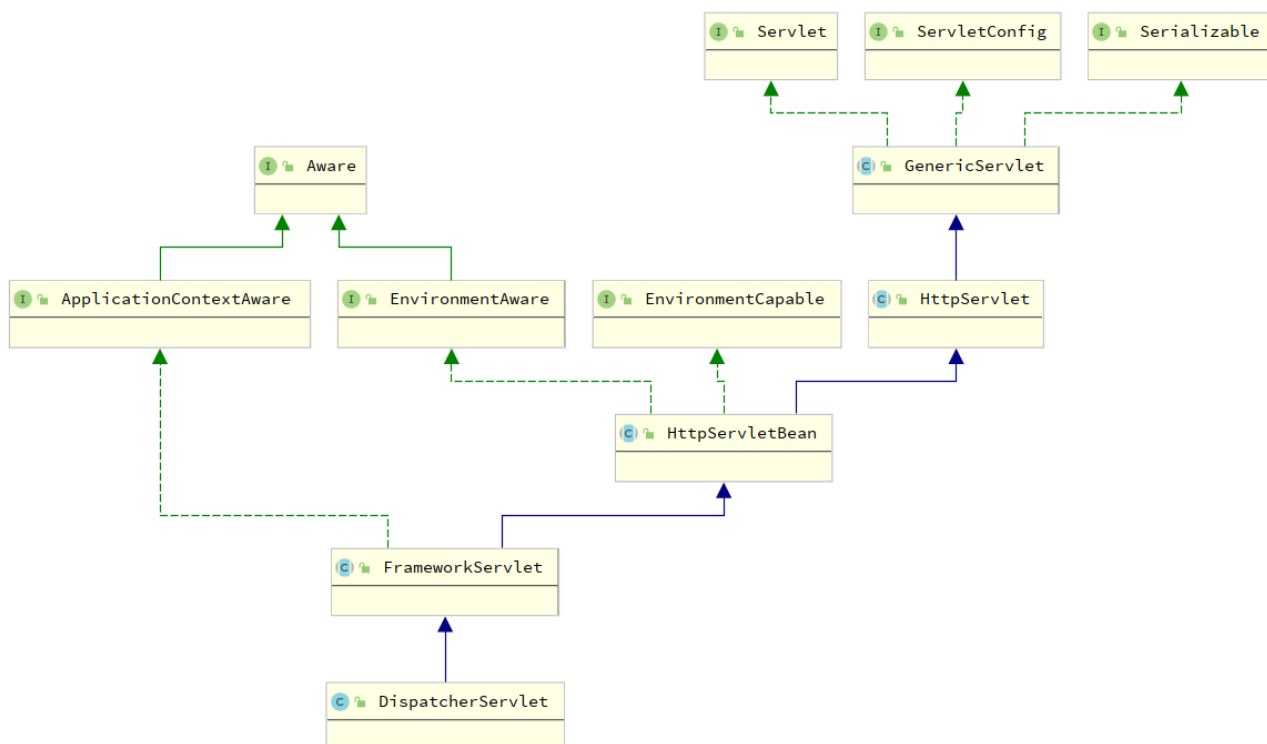 I Servlet
I ServletConfig
I Serializable
I Aware
C GenericServlet
I ApplicationContextAware
I EnvironmentAware
I EnvironmentCapable
C HttpServlet
C HttpServletBean
C FrameworkServlet
C DispatcherServlet